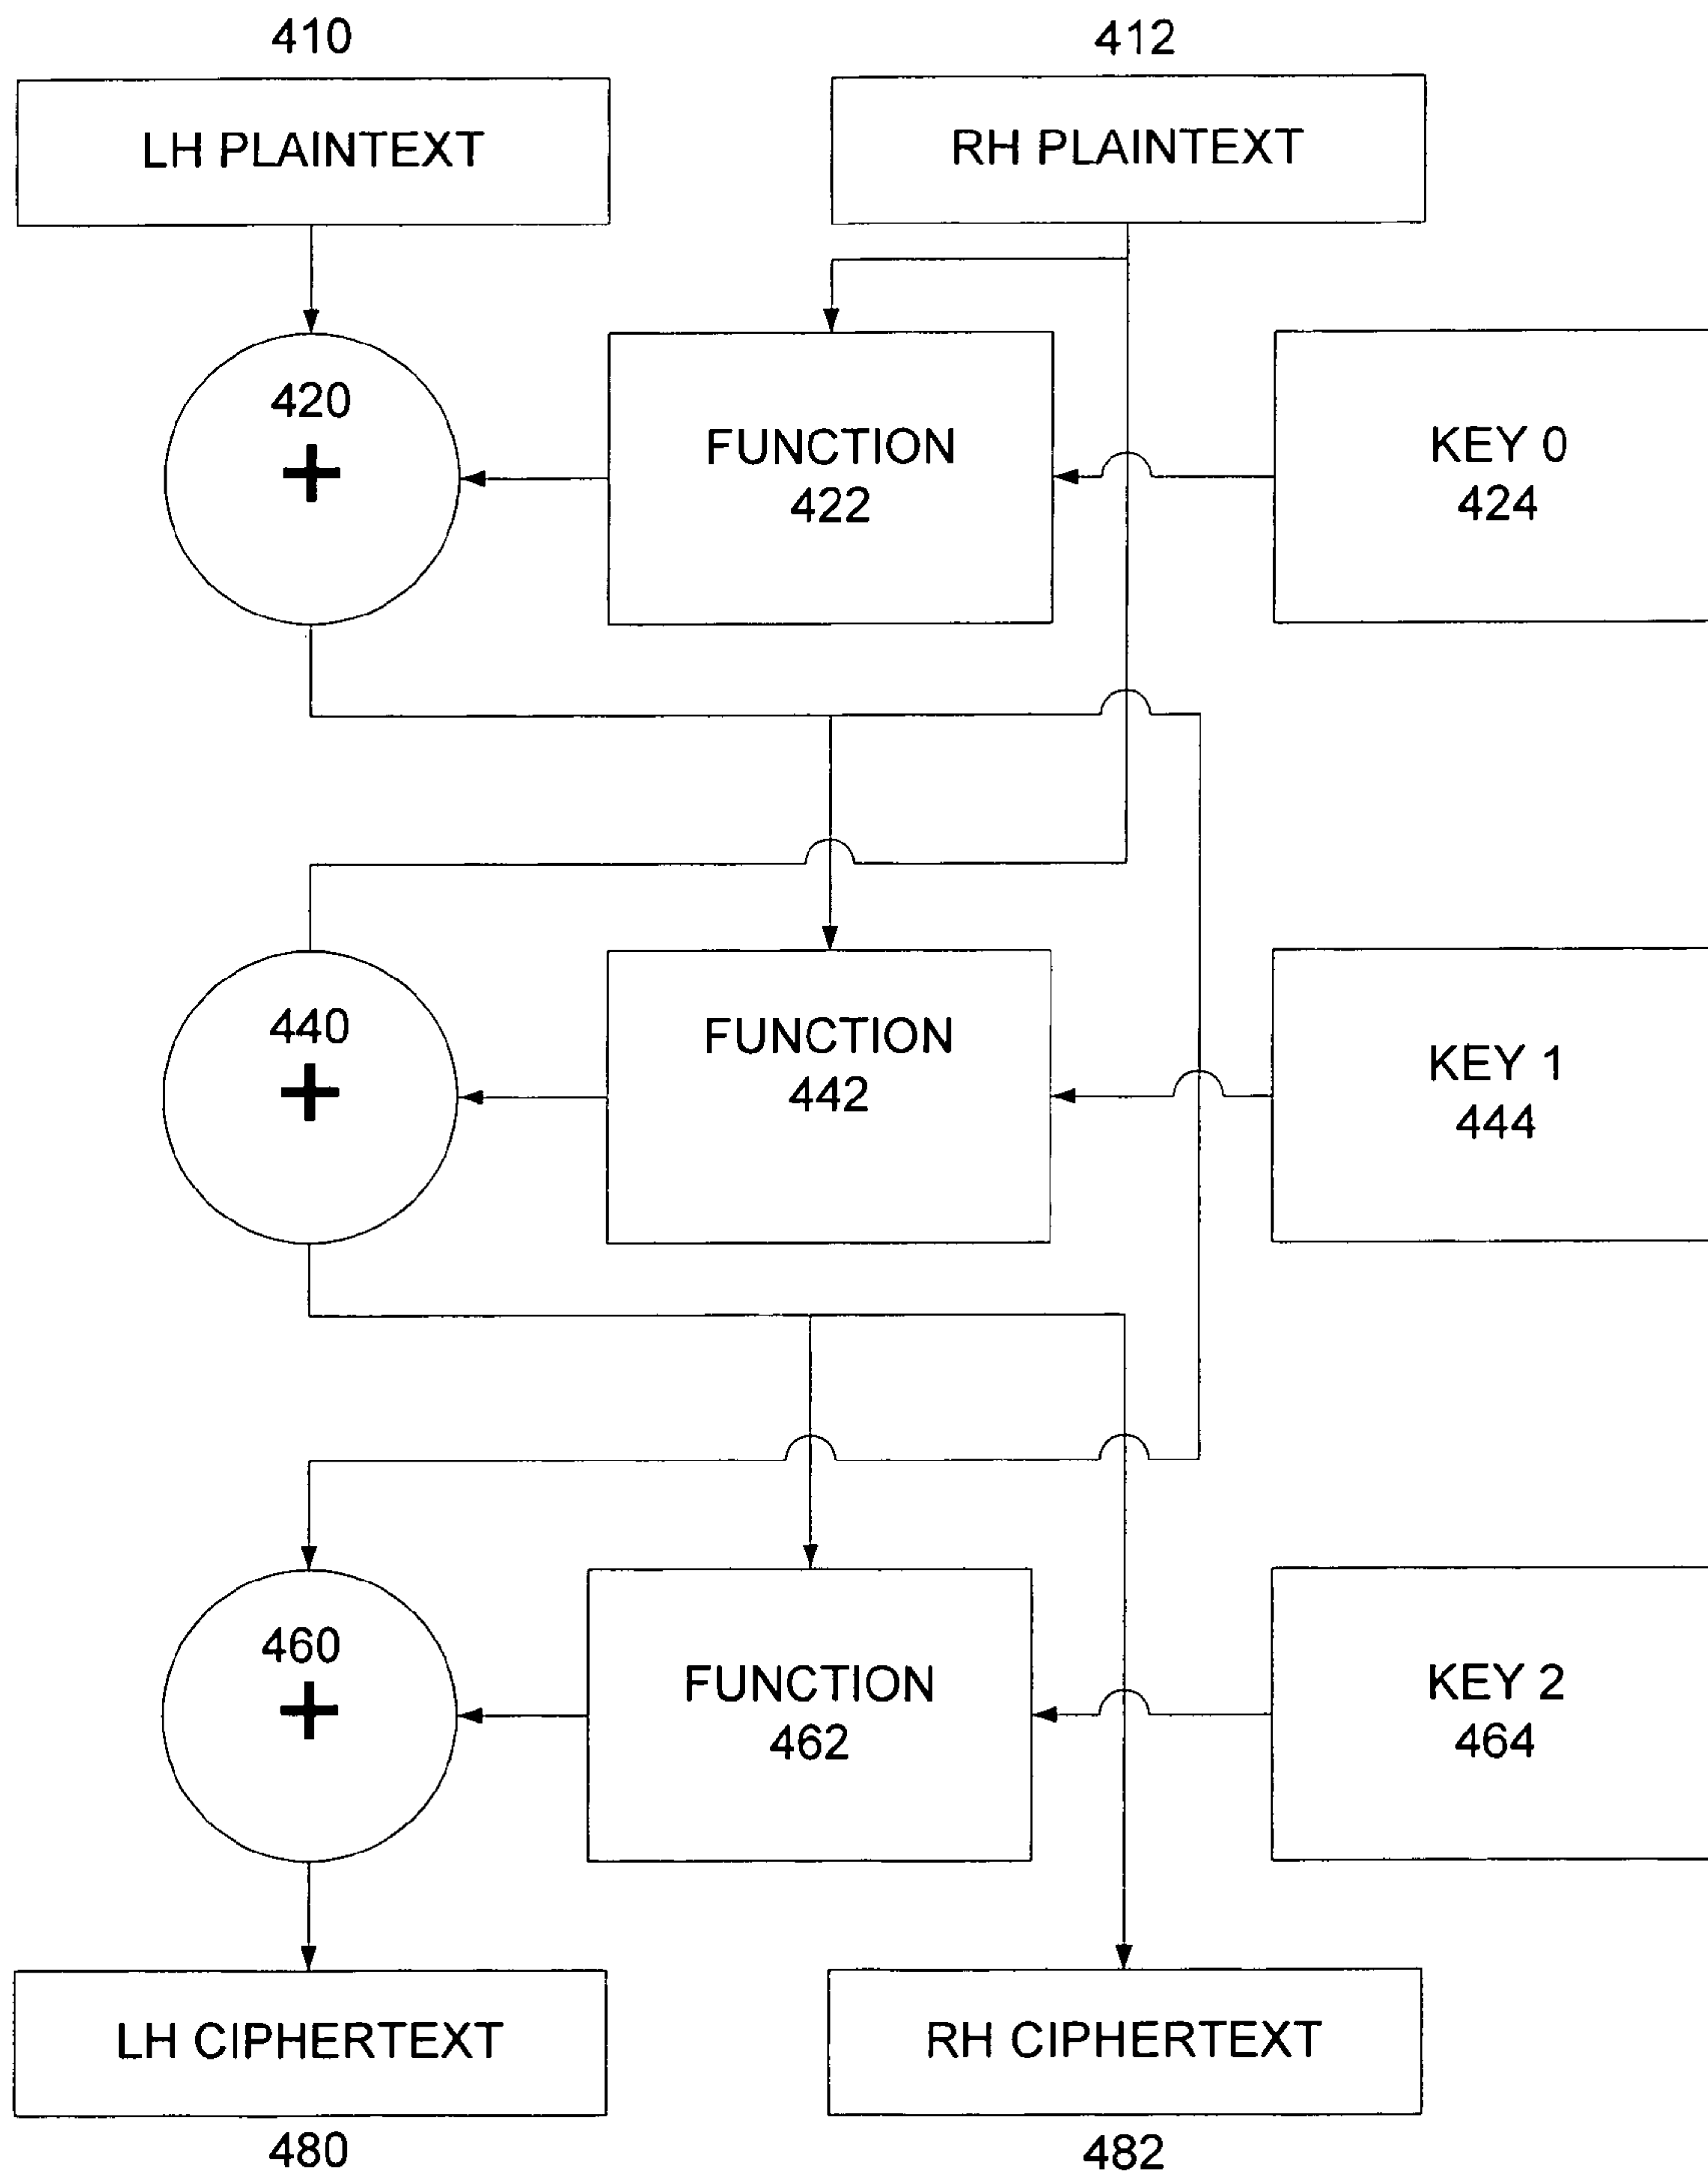 410
412
LH PLAINTEXT
RH PLAINTEXT
420
+
FUNCTION
422
KEY 0
424
440
+
FUNCTION
442
KEY 1
444
460
+
FUNCTION
462
KEY 2
464
LH CIPHERTEXT
RH CIPHERTEXT
480
482